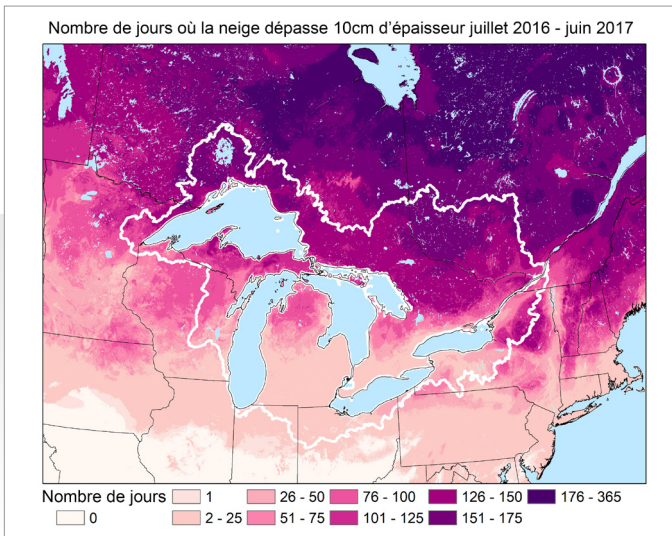 Nombre de jours où la neige dépasse 10cm d'épaisseur juillet 2016 - juin 2017
Nombre de jours
1
26 - 50
76 - 100
126 - 150
176 - 365
0
2 - 25
51 - 75
101 - 125
151 - 175